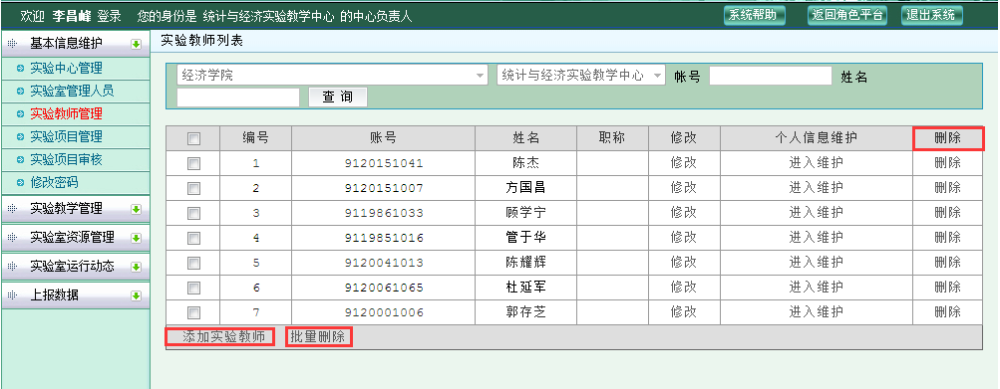 欢迎 李昌峰 登录 您的身份是 统计与经济实验教学中心 的中心负责人 系统帮助 返回角色平台 退出系统
基本信息维护
实验中心管理
实验室管理人员
实验教师管理
实验项目管理
实验项目审核
修改密码
实验教学管理
实验室资源管理
实验室运行动态
上报数据
实验教师列表
经济学院 统计与经济实验教学中心 帐号 姓名
查 询
编号 账号 姓名 职称 修改 个人信息维护 删除
1 9120151041 陈杰 修改 进入维护 删除
2 9120151007 方国昌 修改 进入维护 删除
3 9119861033 顾学宁 修改 进入维护 删除
4 9119851016 管于华 修改 进入维护 删除
5 9120041013 陈耀辉 修改 进入维护 删除
6 9120061065 杜延军 修改 进入维护 删除
7 9120001006 郭存芝 修改 进入维护 删除
添加实验教师 批量删除